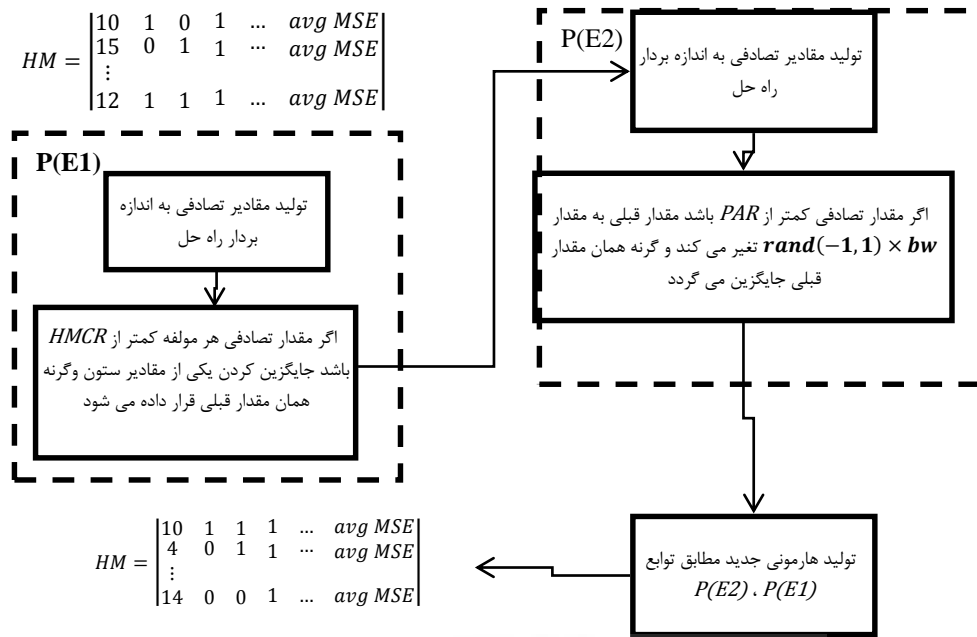 HM =
|10 1 0 1 … avg MSE|
|15 0 1 1 ⋯ avg MSE|
⋮
|12 1 1 1 … avg MSE|
P(E1)
تولید مقادیر تصادفی به اندازه
بردار راه حل
اگر مقدار تصادفی هر مولفه کمتر از HMCR
باشد جایگزین کردن یکی از مقادیر ستون وگرنه
همان مقدار قبلی قرار داده می شود
P(E2)
تولید مقادیر تصادفی به اندازه بردار
راه حل
اگر مقدار تصادفی کمتر از PAR باشد مقدار قبلی به مقدار
rand(−1, 1) × bw تغیر می کند و گرنه همان مقدار
قبلی جایگزین می گردد
تولید هارمونی جدید مطابق توابع
P(E2) ، P(E1)
HM =
|10 1 1 1 … avg MSE|
|4 0 1 1 ⋯ avg MSE|
⋮
|14 0 0 1 … avg MSE|